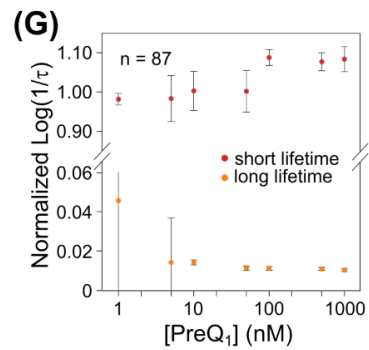 (G)
Normalized Log(1/τ)
n = 87
1.10
1.00
0.90
short lifetime
long lifetime
0.06
0.04
0.02
0
1 10 100 1000
[PreQ₁] (nM)